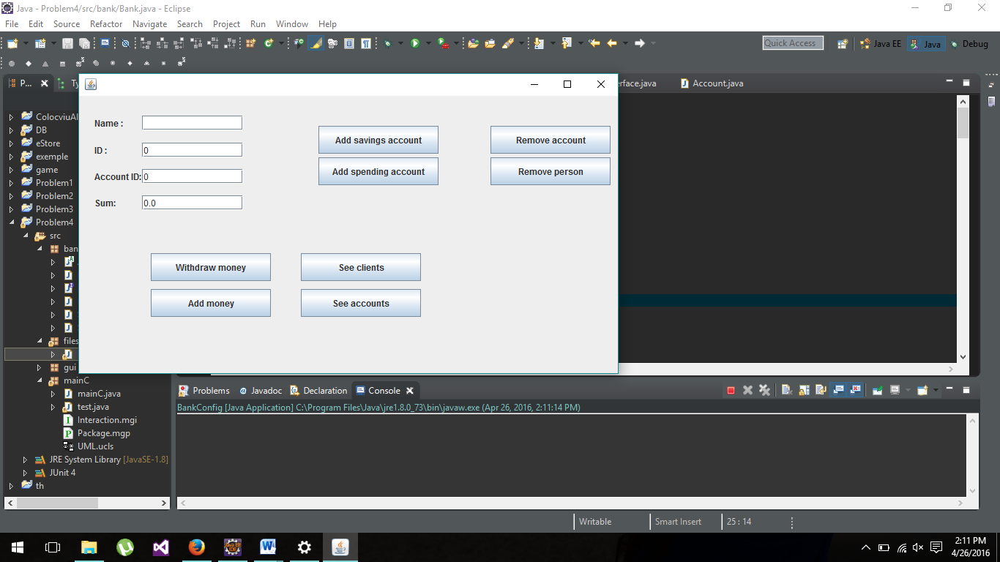 Java - Problem4/src/bank/Bank.java - Eclipse
File Edit Source Refactor Navigate Search Project Run Window Help
Quick Access
Java EE
Java
Debug
P...
Ty
erface.java
Account.java
ColocviuAl
DB
eStore
exemple
game
Problem1
Problem2
Problem3
Problem4
src
ban
files
gui
mainC
mainC.java
test.java
Interaction.mgi
Package.mgp
UML.ucls
JRE System Library [JavaSE-1.8]
JUnit 4
th
Name :
ID : 0
Account ID: 0
Sum: 0.0
Add savings account
Remove account
Add spending account
Remove person
Withdraw money
See clients
Add money
See accounts
Problems Javadoc Declaration Console
BankConfig [Java Application] C:\Program Files\Java\jre1.8.0_73\bin\javaw.exe (Apr 26, 2016, 2:11:14 PM)
Writable
Smart Insert
25 : 14
2:11 PM
4/26/2016